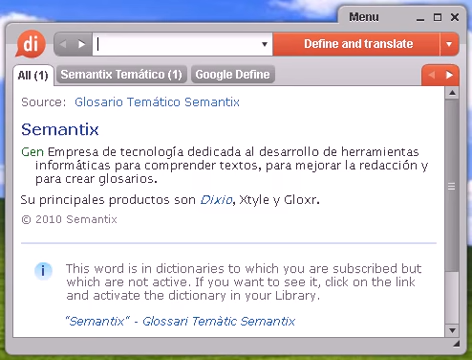 Menu
di
Define and translate
All (1)
Semantix Temático (1)
Google Define
Source: Glosario Temático Semantix
Semantix
Gen Empresa de tecnología dedicada al desarrollo de herramientas
informáticas para comprender textos, para mejorar la redacción y
para crear glosarios.
Su principales productos son Dixio, Xtyle y Gloxr.
© 2010 Semantix
i
This word is in dictionaries to which you are subscribed but
which are not active. If you want to see it, click on the link
and activate the dictionary in your Library.
"Semantix" - Glossari Temàtic Semantix